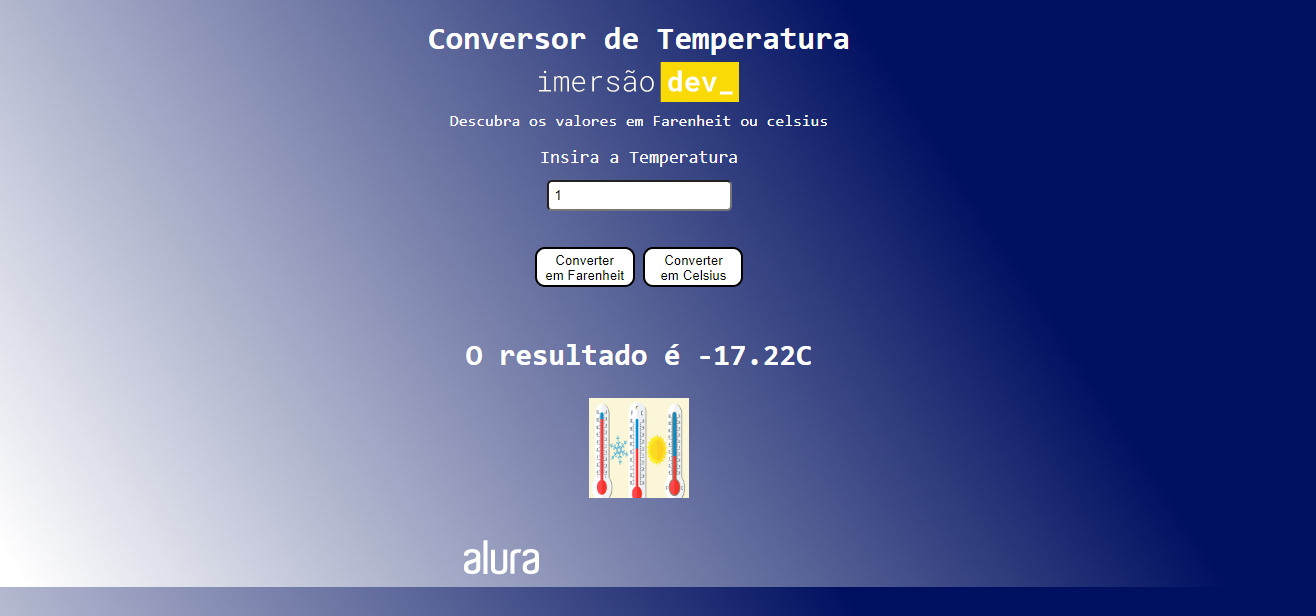 Conversor de Temperatura
imersão dev_
Descubra os valores em Farenheit ou celsius
Insira a Temperatura
1
Converter
em Farenheit
Converter
em Celsius
O resultado é -17.22C
alura